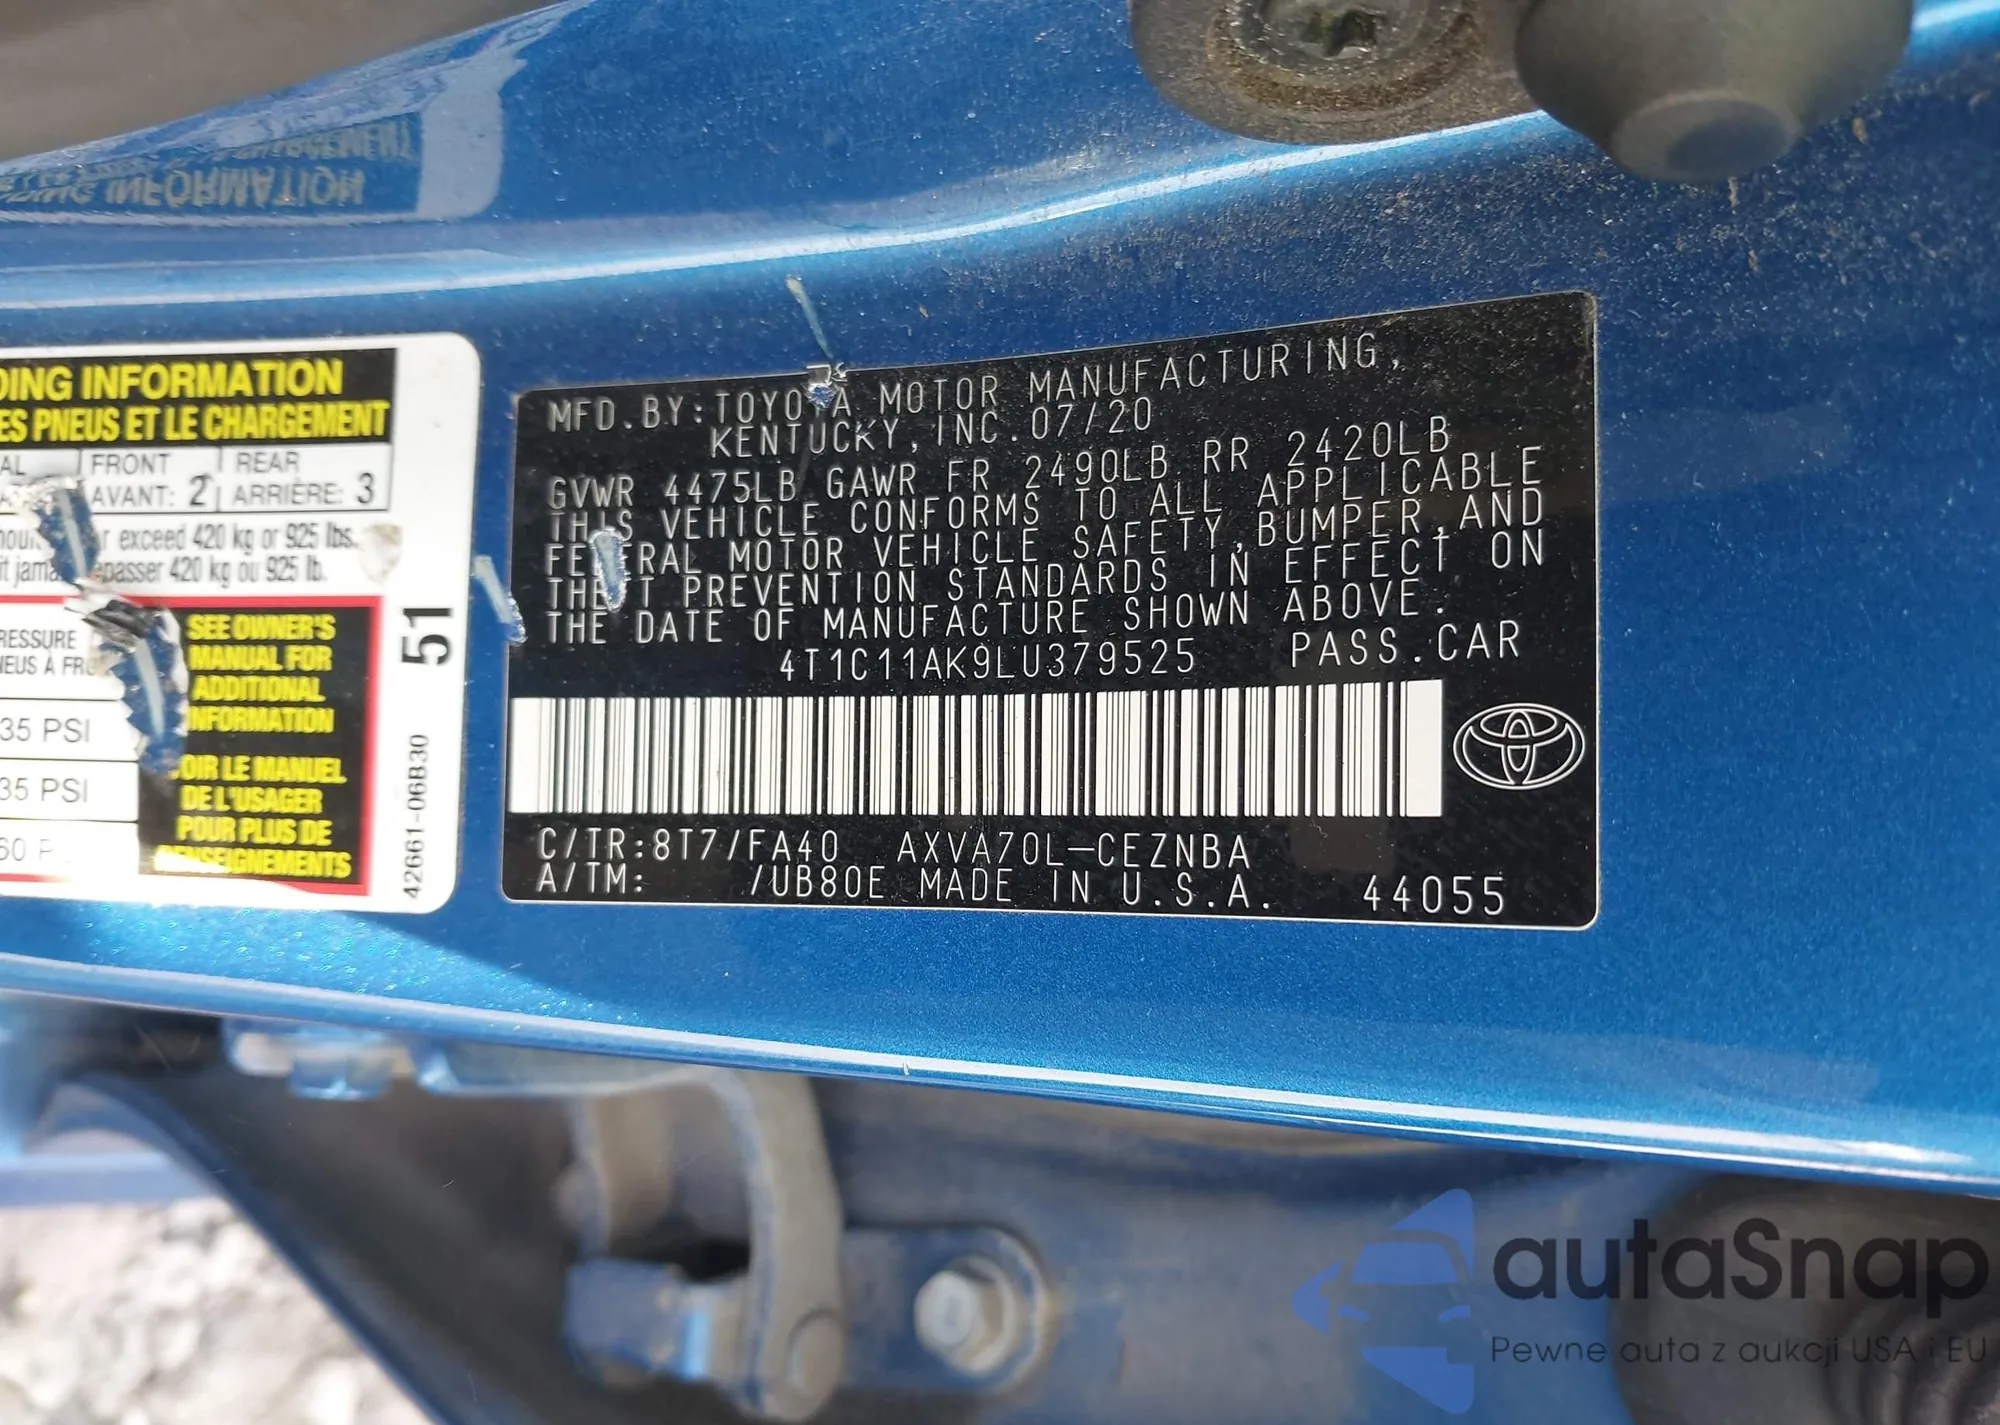 DING INFORMATION
ES PNEUS ET LE CHARGEMENT
FRONT REAR
AVANT: 2 ARRIÈRE: 3
exceed 420 kg or 925 lbs.
420 kg ou 925 lb.
RESSURE
35 PSI
35 PSI
SEE OWNER'S
MANUAL FOR
ADDITIONAL
INFORMATION
OIR LE MANUEL
DE L'USAGER
POUR PLUS DE
RENSEIGNEMENTS
51
42661-06B30
MFD.BY:TOYOTA MOTOR MANUFACTURING,
KENTUCKY, INC.07/20
GVWR 4475LB GAWR FR 2490LB RR 2420LB
THIS VEHICLE CONFORMS TO ALL APPLICABLE
FEDERAL MOTOR VEHICLE SAFETY,BUMPER,AND
THEFT PREVENTION STANDARDS IN EFFECT ON
THE DATE OF MANUFACTURE SHOWN ABOVE.
4T1C11AK9LU379525 PASS.CAR
C/TR:8T7/FA40 AXVA70L-CEZNBA
A/TM: /UB80E MADE IN U.S.A. 44055
autaSnap
Pewne auta z aukcji USA i EU